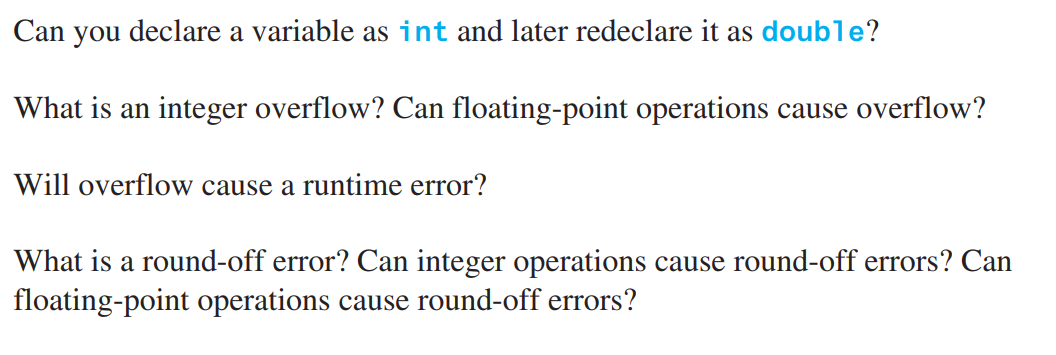 Can you declare a variable as int and later redeclare it as double?
What is an integer overflow? Can floating-point operations cause overflow?
Will overflow cause a runtime error?
What is a round-off error? Can integer operations cause round-off errors? Can
floating-point operations cause round-off errors?